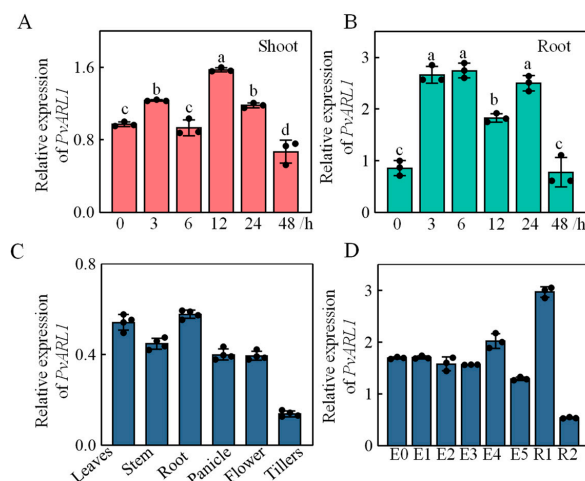 A
Shoot
Relative expression
of PvARL1
1.6
0.8
0.0
c
b
c
a
b
d
0 3 6 12 24 48 /h
B
Root
Relative expression
of PvARL1
3
2
1
0
c
a
a
b
a
c
0 3 6 12 24 48 /h
C
Relative expression
of PvARL1
0.8
0.4
0.0
Leaves Stem Root Panicle Flower Tillers
D
Relative expression
of PvARL1
3
2
1
0
E0 E1 E2 E3 E4 E5 R1 R2